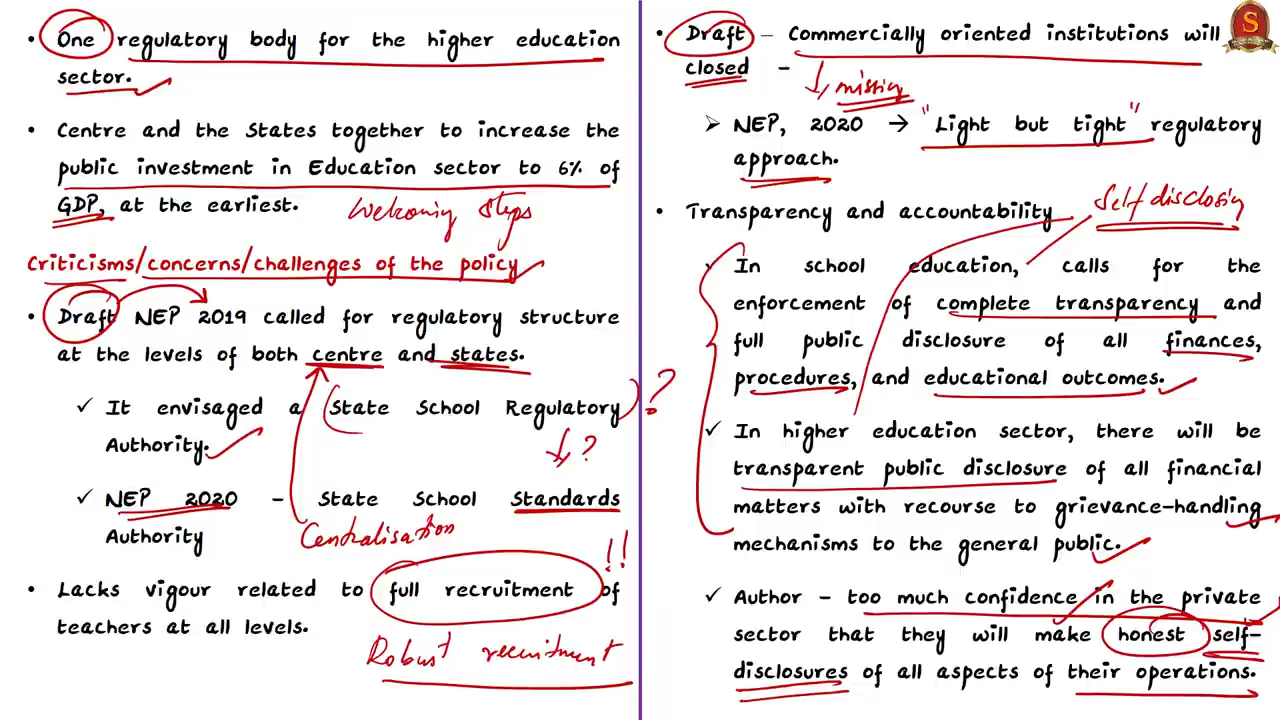 • One regulatory body for the higher education
sector.
• Centre and the States together to increase the
public investment in Education sector to 6% of
GDP, at the earliest.
Welcoming steps
Criticisms/concerns/challenges of the policy
• Draft NEP 2019 called for regulatory structure
at the levels of both centre and states.
✓ It envisaged a (State School Regulatory) ?
Authority.
?
✓ NEP 2020 - State School Standards
Authority
Centralisation
!!
• Lacks vigour related to full recruitment of
teachers at all levels.
Robust recruitment
• Draft – Commercially oriented institutions will
closed -
missing
➢ NEP, 2020 → "Light but tight" regulatory
approach.
• Transparency and accountability
Self disclosing
✓ In school education, calls for the
enforcement of complete transparency and
full public disclosure of all finances,
procedures, and educational outcomes.
✓ In higher education sector, there will be
transparent public disclosure of all financial
matters with recourse to grievance-handling
mechanisms to the general public.
✓ Author – too much confidence in the private
sector that they will make honest self-
disclosures of all aspects of their operations.
S